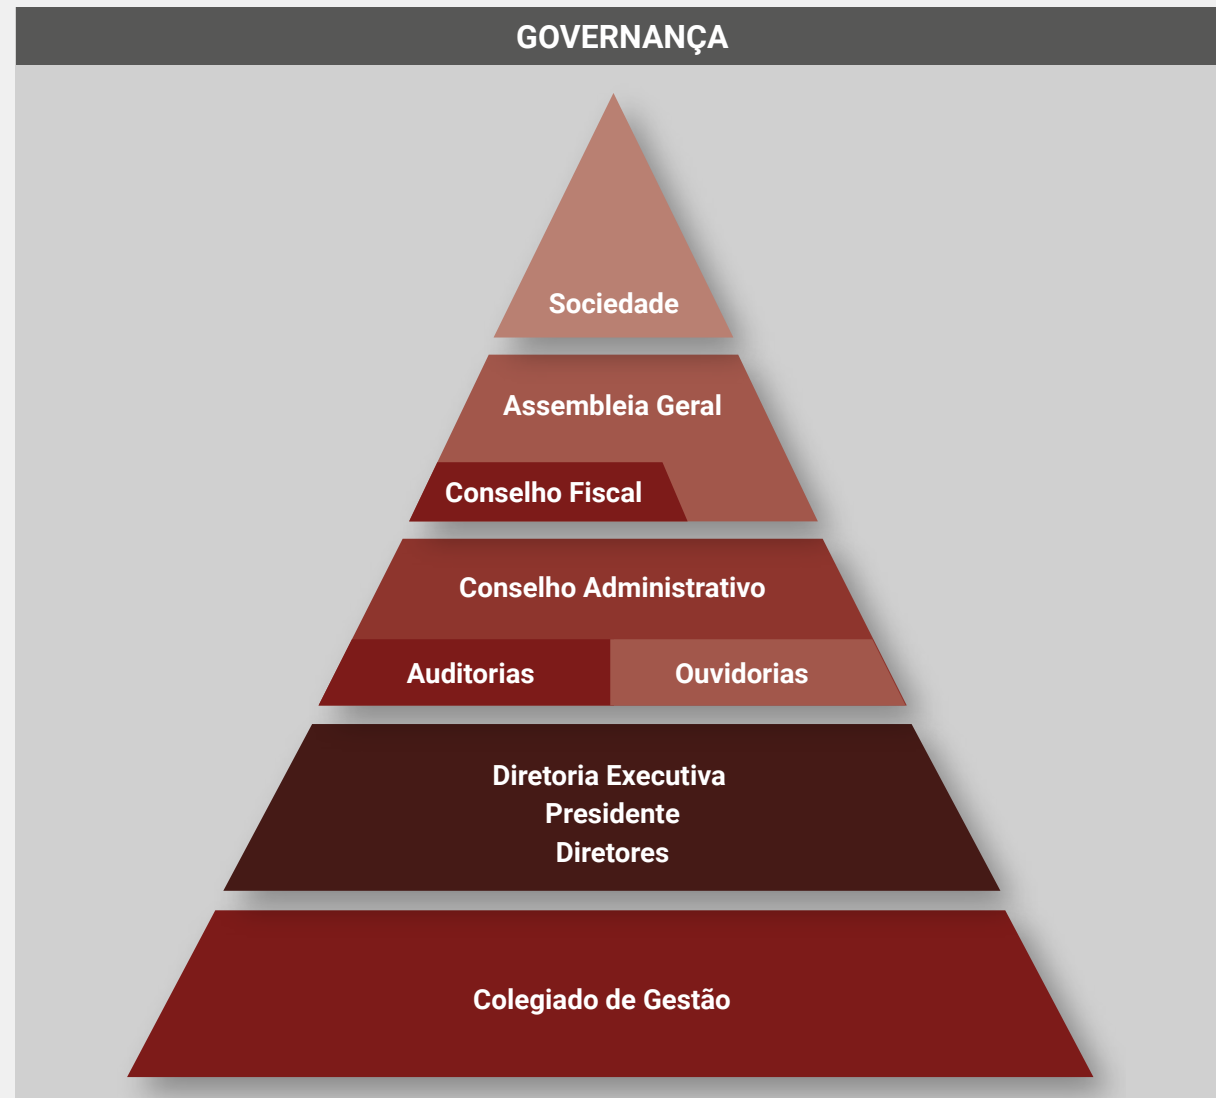 GOVERNANÇA
Sociedade
Assembleia Geral
Conselho Fiscal
Conselho Administrativo
Auditorias
Ouvidorias
Diretoria Executiva
Presidente
Diretores
Colegiado de Gestão